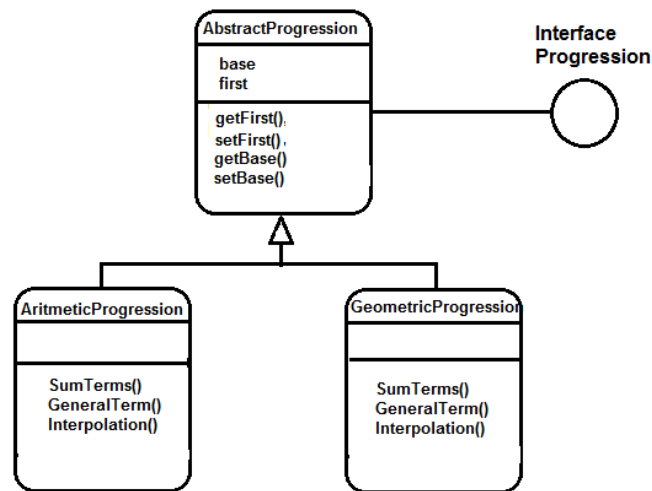 AbstractProgression
base
first
getFirst(),
setFirst(),
getBase()
setBase()
Interface
Progression
AritmeticProgression
SumTerms()
GeneralTerm()
Interpolation()
GeometricProgression
SumTerms()
GeneralTerm()
Interpolation()